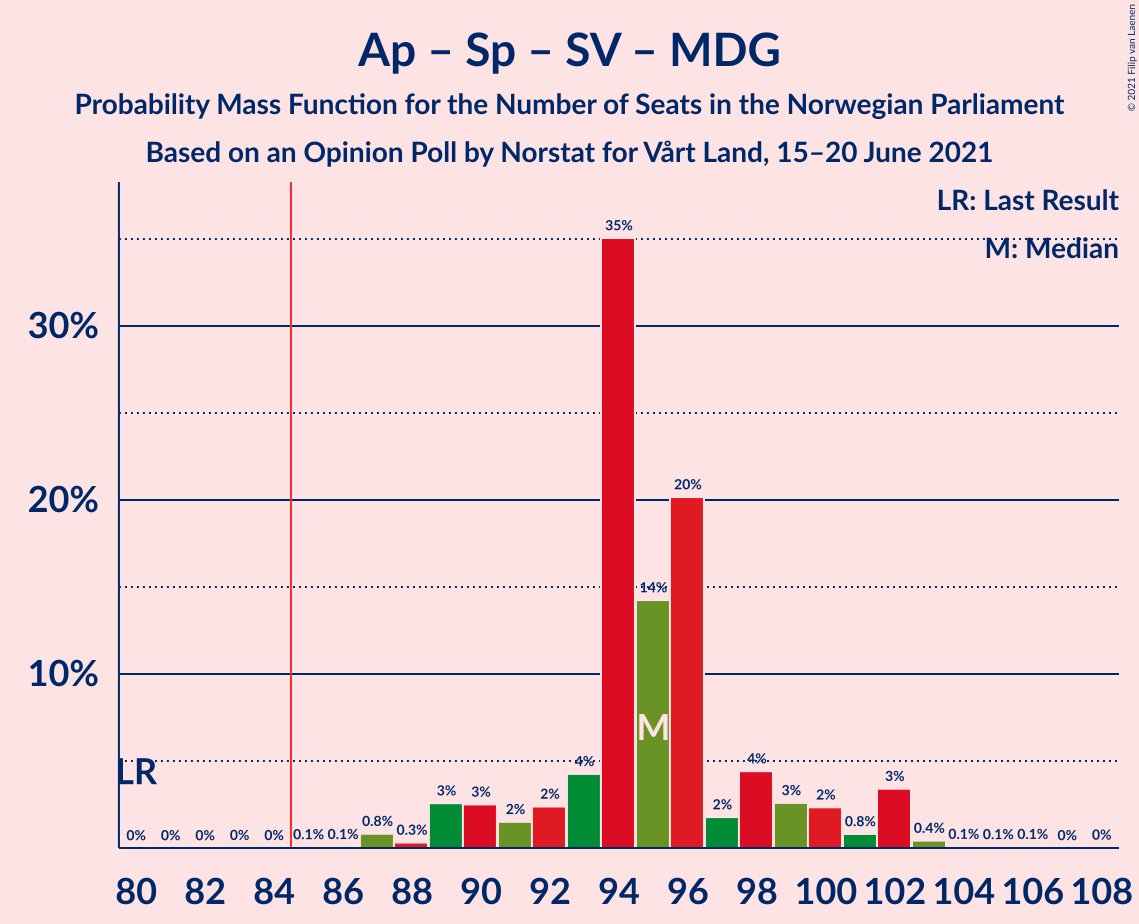 Ap – Sp – SV – MDG
Probability Mass Function for the Number of Seats in the Norwegian Parliament
Based on an Opinion Poll by Norstat for Vårt Land, 15–20 June 2021
© 2021 Filip van Laenen
LR: Last Result
M: Median
35%
30%
20%
20%
14%
10%
M
LR
0% 0% 0% 0% 0% 0.1% 0.1% 0.8% 0.3% 3% 3% 2% 2% 4% 2% 4% 3% 2% 0.8% 3% 0.4% 0.1% 0.1% 0.1% 0% 0%
80 82 84 86 88 90 92 94 96 98 100 102 104 106 108